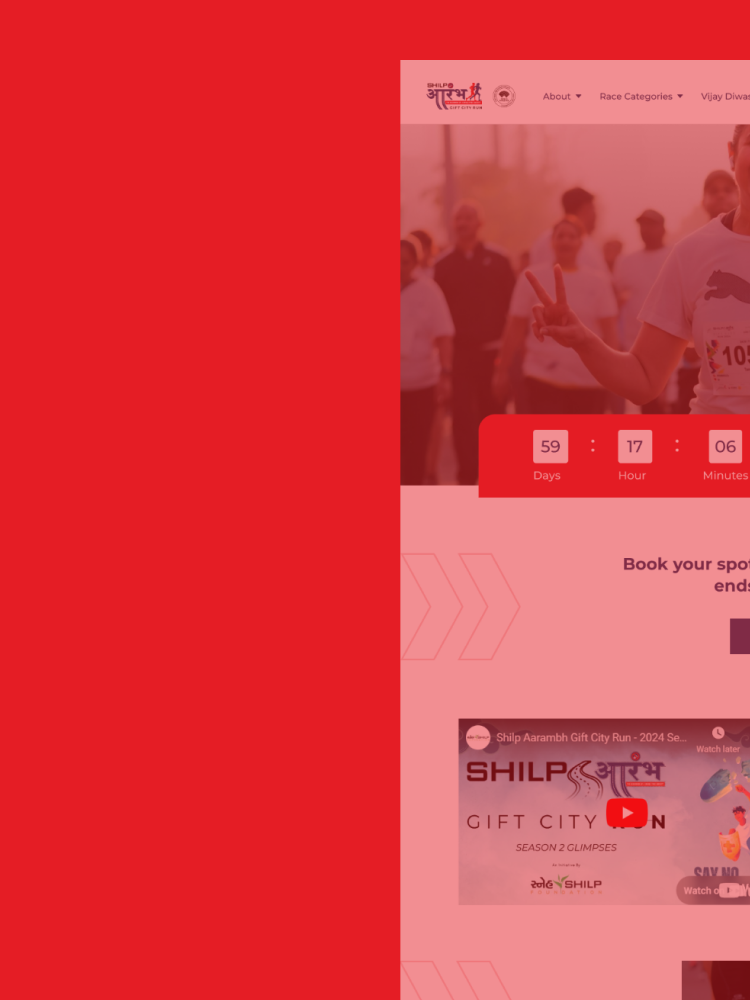 SHILP
आरंभ
GIFT CITY RUN
About
Race Categories
Vijay Diwas
105
59 : 17 : 06
Days Hour Minutes
Book your spot
ends
Shilp Aarambh Gift City Run - 2024 Se...
Watch later
SHILP आरंभ
GIFT CITY RUN
SEASON 2 GLIMPSES
સ્નેહ SHILP
FOUNDATION
SAY NO
Watch o